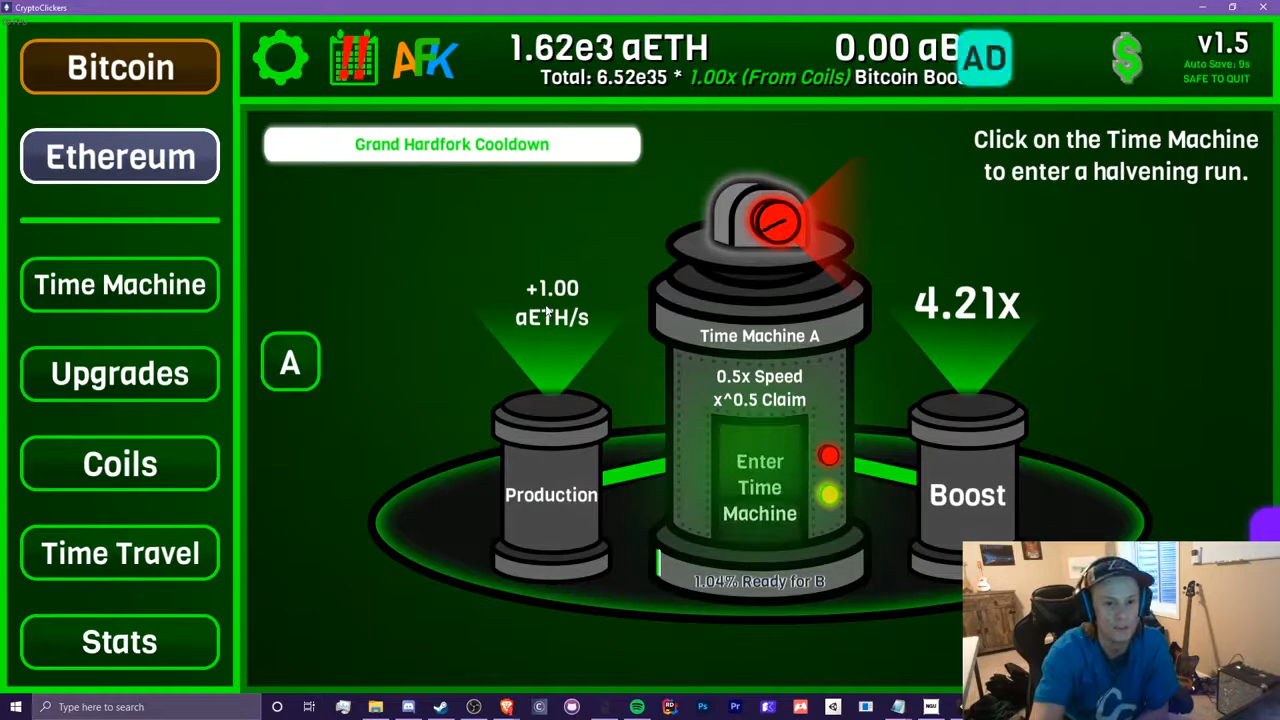 CryptoClickers
Bitcoin
Ethereum
Time Machine
Upgrades
Coils
Time Travel
Stats
!!
AFK
1.62e3 aETH
0.00 aB
AD
Total: 6.52e35 * 1.00x (From Coils) Bitcoin Boo
$
v1.5
Auto Save: 9s
SAFE TO QUIT
Grand Hardfork Cooldown
Click on the Time Machine
to enter a halvening run.
+1.00
aETH/s
4.21x
A
Time Machine A
0.5x Speed
x^0.5 Claim
Enter
Time
Machine
Production
Boost
1.04% Ready for B
Type here to search